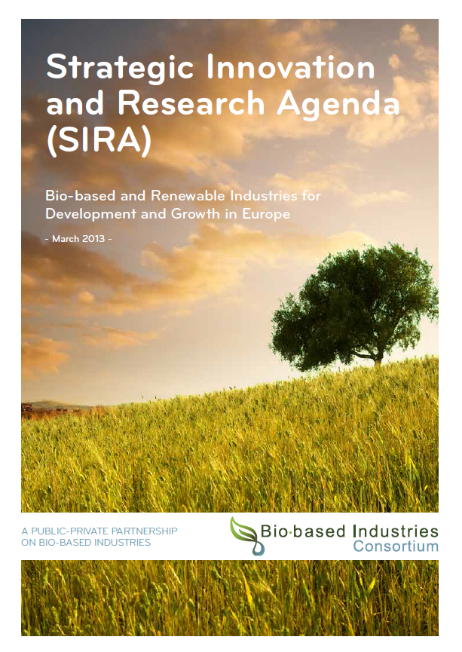 Strategic Innovation
and Research Agenda
(SIRA)
Bio-based and Renewable Industries for
Development and Growth in Europe
- March 2013 -
A PUBLIC-PRIVATE PARTNERSHIP
ON BIO-BASED INDUSTRIES
Bio-based Industries
Consortium